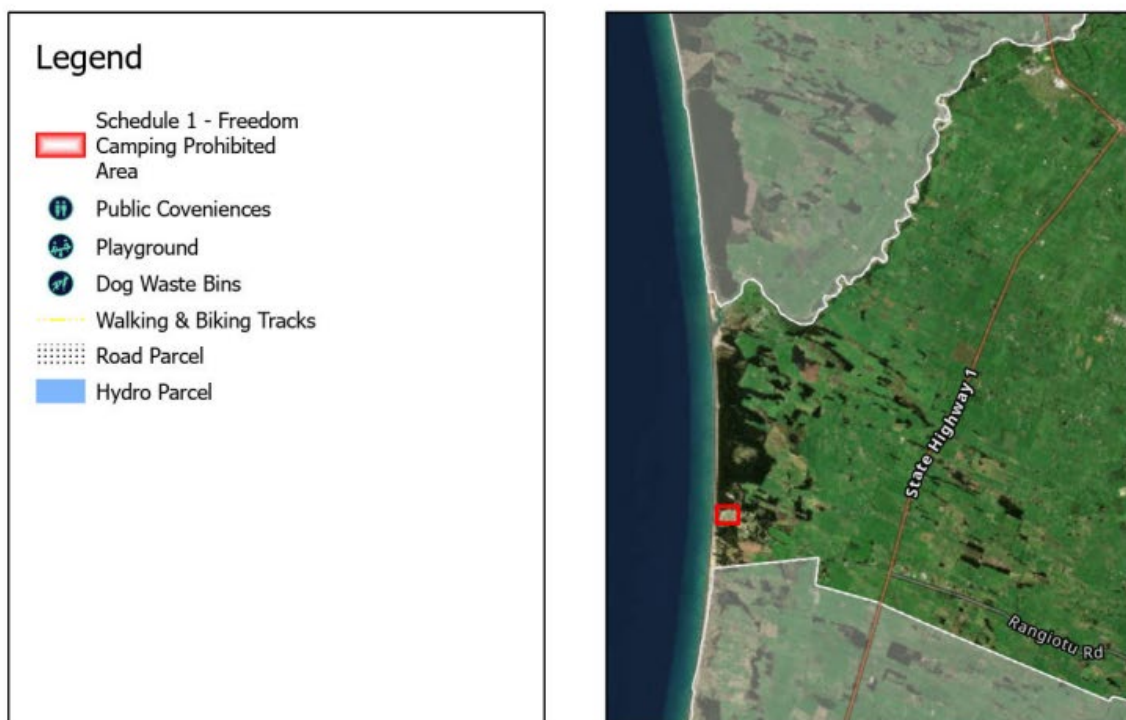 Legend
Schedule 1 - Freedom
Camping Prohibited
Area
Public Coveniences
Playground
Dog Waste Bins
Walking & Biking Tracks
Road Parcel
Hydro Parcel
State Highway 1
Rangiotu Rd